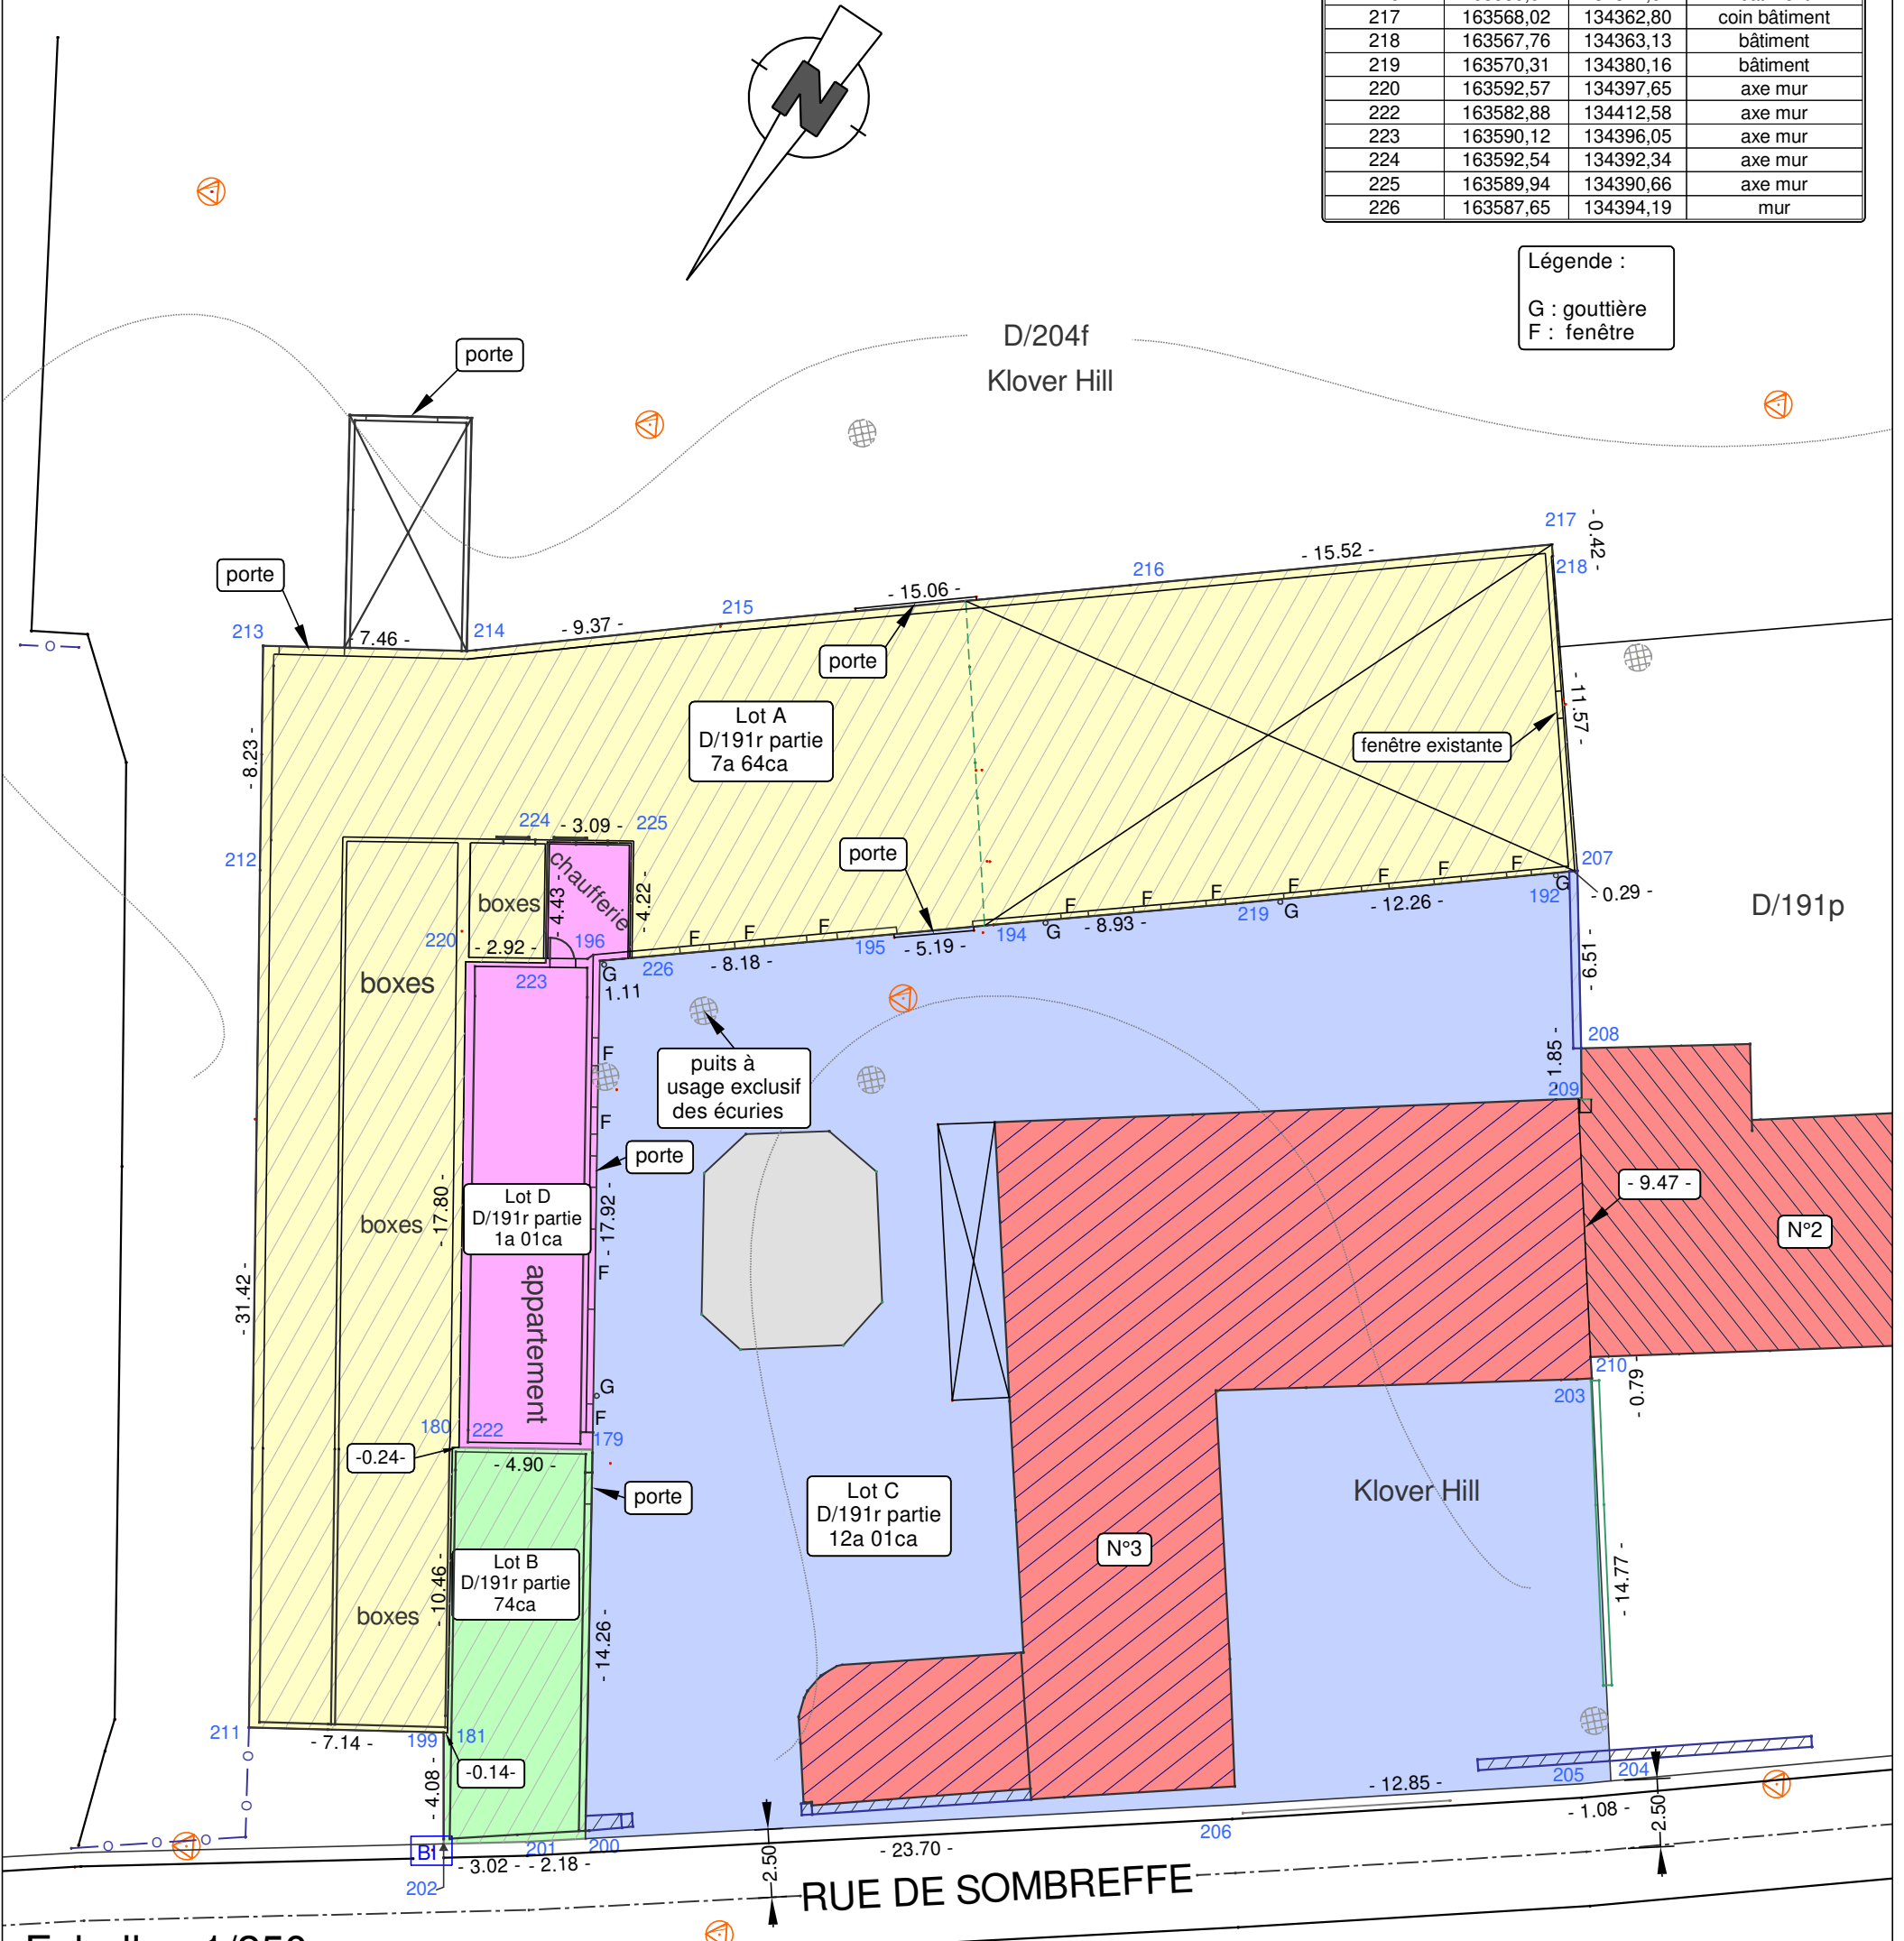 217 163568,02 134362,80 coin bâtiment
218 163567,76 134363,13 bâtiment
219 163570,31 134380,16 bâtiment
220 163592,57 134397,65 axe mur
222 163582,88 134412,58 axe mur
223 163590,12 134396,05 axe mur
224 163592,54 134392,34 axe mur
225 163589,94 134390,66 axe mur
226 163587,65 134394,19 mur
Légende :
G : gouttière
F : fenêtre
N
D/204f
Klover Hill
porte
porte
217
- 0.42 -
218
- 15.52 -
216
- 15.06 -
215
- 9.37 -
214
213
- 7.46 -
porte
- 11.57 -
Lot A
D/191r partie
7a 64ca
fenêtre existante
- 8.23 -
224
- 3.09 -
225
porte
207
212
boxes
- 4.43 -
chaufferie
- 4.22 -
F
F
F
F
F
F
F
F
F
F
192
G
- 0.29 -
- 12.26 -
219
G
- 8.93 -
G
194
- 5.19 -
195
- 8.18 -
226
196
220
- 2.92 -
223
G
1.11
D/191p
- 6.51 -
boxes
208
- 1.85 -
209
F
puits à
usage exclusif
des écuries
F
porte
- 9.47 -
N°2
- 17.80 -
Lot D
D/191r partie
1a 01ca
- 17.92 -
boxes
F
appartement
- 31.42 -
G
F
210
203
- 0.79 -
180
222
179
-0.24-
- 4.90 -
porte
Lot C
D/191r partie
12a 01ca
Klover Hill
N°3
Lot B
D/191r partie
74ca
- 10.46 -
boxes
- 14.26 -
- 14.77 -
211
- 7.14 -
199
181
-0.14-
- 4.08 -
205
204
- 12.85 -
- 1.08 -
2.50
206
B1
201
200
- 3.02 -
- 2.18 -
- 23.70 -
2.50
202
RUE DE SOMBREFFE